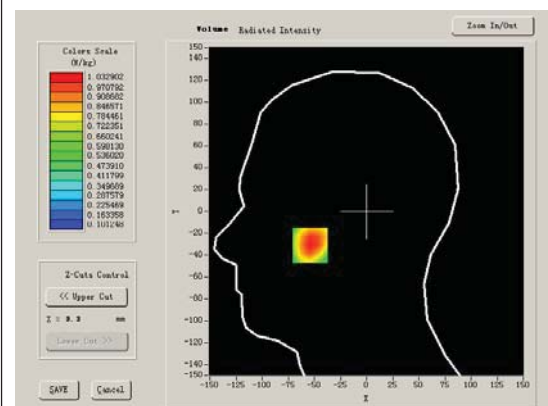 Volume Radiated Intensity
Zoom In/Out
Colors Scale
(W/kg)
1.032902
0.970792
0.908682
0.846571
0.784461
0.722351
0.660241
0.598130
0.536020
0.473910
0.411799
0.349689
0.287579
0.225469
0.163358
0.101248
Z-Cuts Control
<< Upper Cut
mm
Lower Cut >>
SAVE
Cancel
150
120
100
80
60
40
20
0
-20
-40
-60
-80
-100
-120
-140
-150
Y
-150 -125 -100 -75 -50 -25 0 25 50 75 100 125 150
X